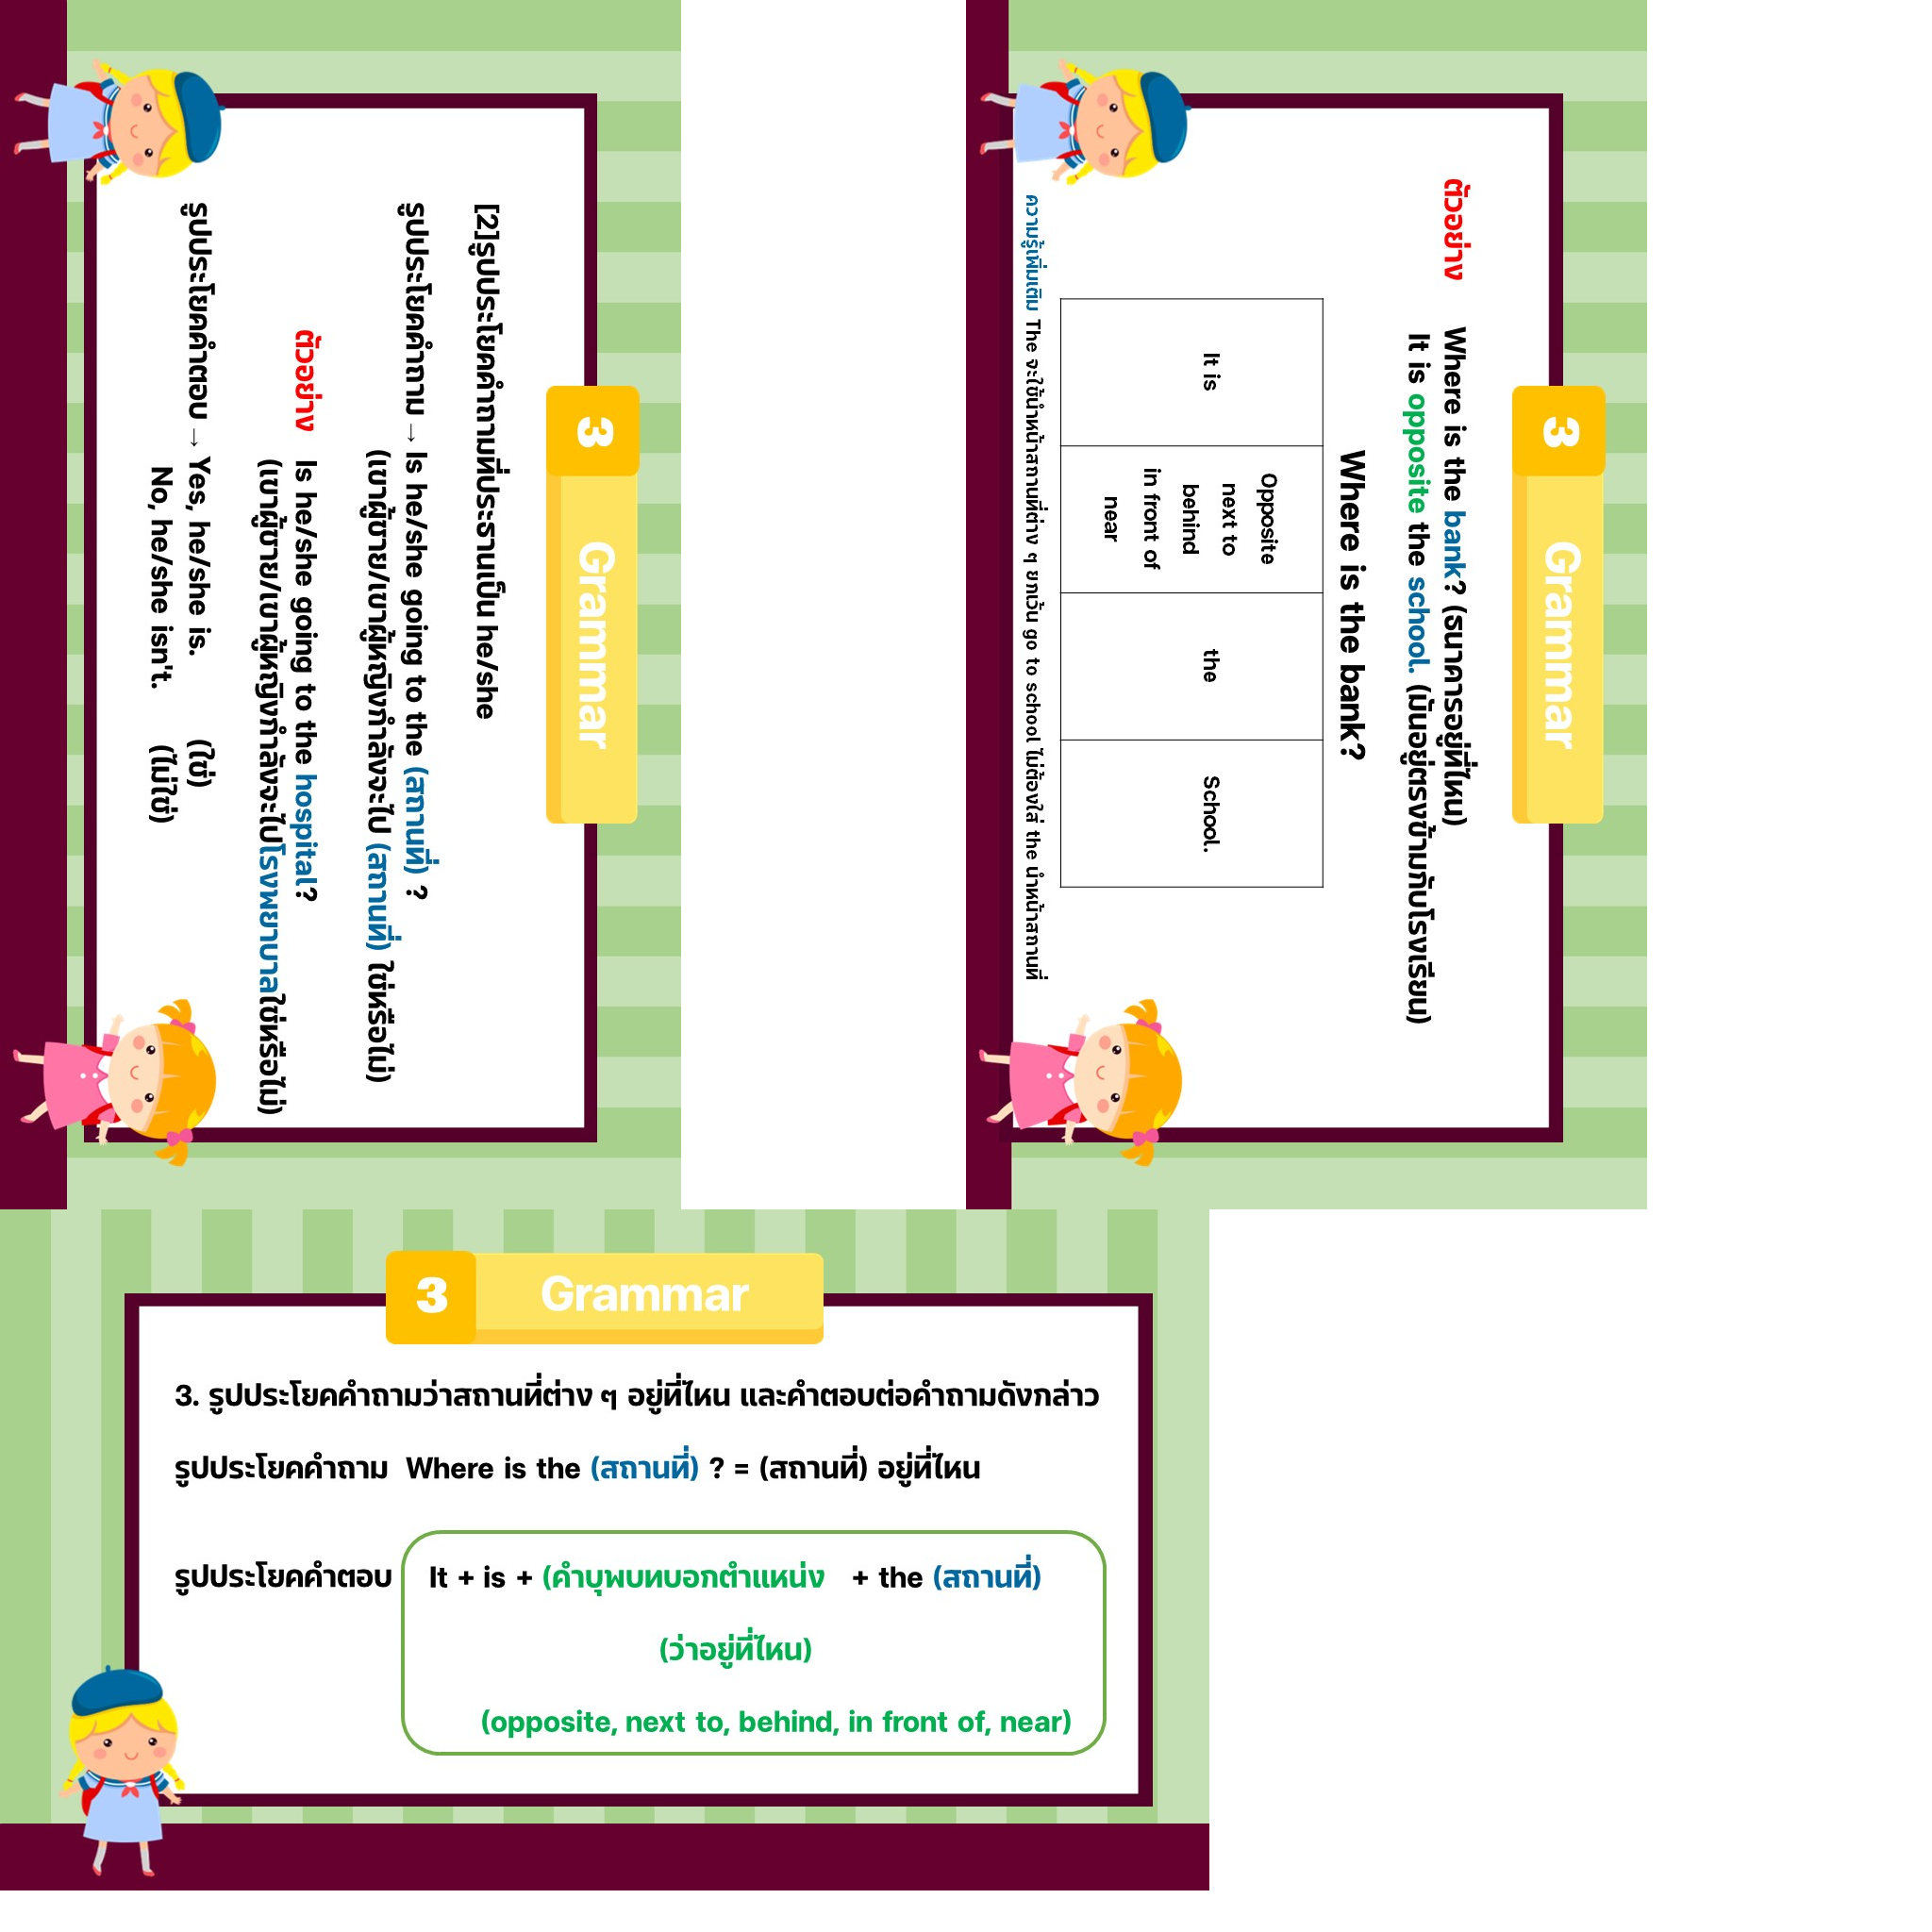 3 Grammar
[2]รูปประโยคคำถามที่ประธานเป็น he/she
รูปประโยคคำถาม → Is he/she going to the (สถานที่) ?
(เขาผู้ชาย/เขาผู้หญิงกำลังจะไป (สถานที่) ใช่หรือไม่)
ตัวอย่าง Is he/she going to the hospital?
(เขาผู้ชาย/เขาผู้หญิงกำลังจะไปโรงพยาบาลใช่หรือไม่)
รูปประโยคคำตอบ → Yes, he/she is. (ใช่)
No, he/she isn't. (ไม่ใช่)
3 Grammar
ตัวอย่าง Where is the bank? (ธนาคารอยู่ที่ไหน)
It is opposite the school. (มันอยู่ตรงข้ามกับโรงเรียน)
Where is the bank?
It is
Opposite
next to
behind
in front of
near
the
School.
ความรู้เพิ่มเติม The จะใช้นำหน้าสถานที่ต่าง ๆ ยกเว้น go to school ไม่ต้องใส่ the นำหน้าสถานที่
3 Grammar
3. รูปประโยคคำถามว่าสถานที่ต่าง ๆ อยู่ที่ไหน และคำตอบต่อคำถามดังกล่าว
รูปประโยคคำถาม Where is the (สถานที่) ? = (สถานที่) อยู่ที่ไหน
รูปประโยคคำตอบ It + is + (คำบุพบทบอกตำแหน่ง + the (สถานที่)
(ว่าอยู่ที่ไหน)
(opposite, next to, behind, in front of, near)